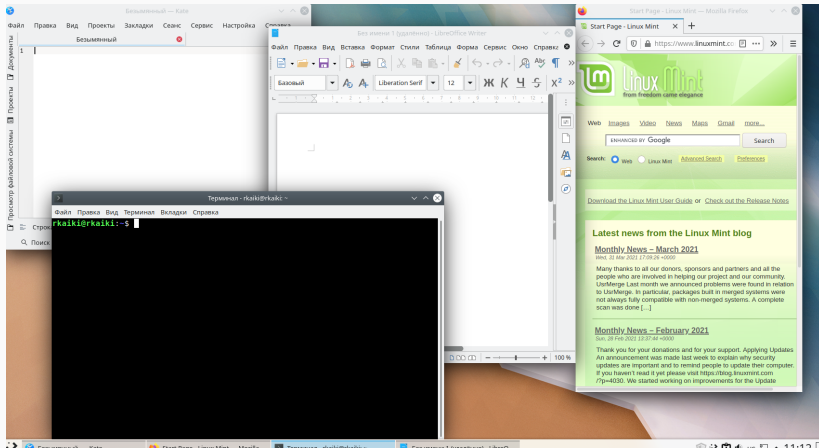 Безымянный — Kate
Файл Правка Вид Проекты Закладки Сеанс Сервис Настройка Справка
Безымянный
1
Документы
Проекты
Просмотр файловой системы
Поиск
Без имени 1 (удалённо) - LibreOffice Writer
Файл Правка Вид Вставка Формат Стили Таблица Форма Сервис Окно Справка
Базовый
Liberation Serif
12
Ж К Ч
100 %
Терминал - rkaiki@rkaiki: ~
Файл Правка Вид Терминал Вкладки Справка
rkaiki@rkaiki:~$
Start Page - Linux Mint — Mozilla Firefox
Start Page - Linux Mint
https://www.linuxmint.co
Linux Mint
from freedom came elegance
Web Images Video News Maps Gmail more...
ENHANCED BY Google
Search
Search: Web Linux Mint Advanced Search Preferences
Download the Linux Mint User Guide or Check out the Release Notes
Latest news from the Linux Mint blog
Monthly News – March 2021
Wed, 31 Mar 2021 17:09:26 +0000
Many thanks to all our donors, sponsors and partners and all the
people who are involved in helping our project and our community.
UsrMerge Last month we announced problems were found in relation
to UsrMerge. In particular, packages built in merged systems were
not always fully compatible with non-merged systems. A complete
scan was done […]
Monthly News – February 2021
Sun, 28 Feb 2021 13:37:44 +0000
Thank you for your donations and for your support. Applying Updates
An announcement was made last week to explain why security
updates are important and to remind people to update their computer.
If you haven't read it yet please visit https://blog.linuxmint.com
/?p=4030. We started working on improvements for the Update